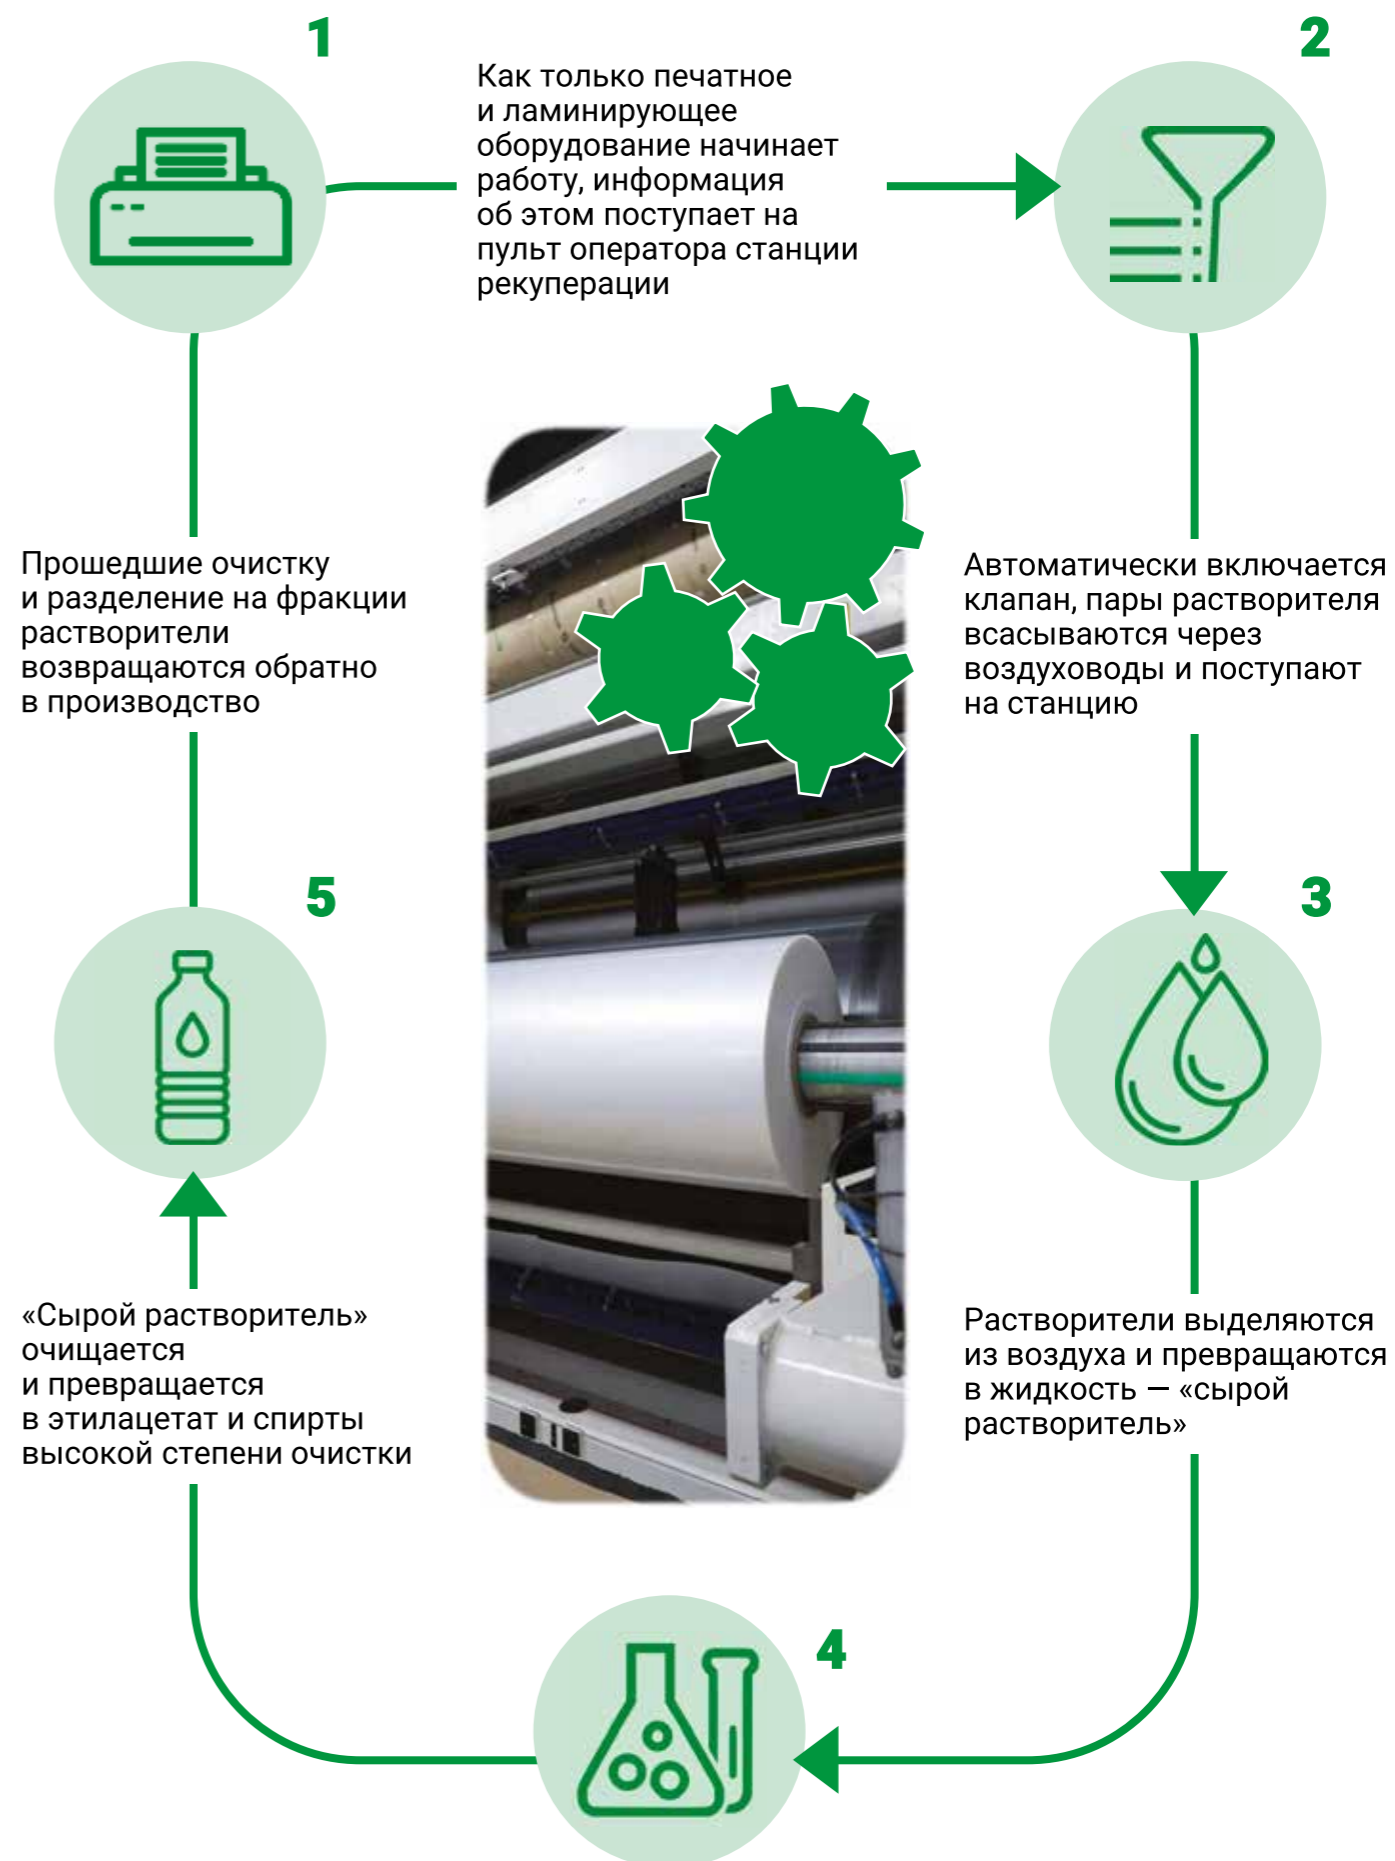 1
Как только печатное
и ламинирующее
оборудование начинает
работу, информация
об этом поступает на
пульт оператора станции
рекуперации
2
Автоматически включается
клапан, пары растворителя
всасываются через
воздуховоды и поступают
на станцию
3
Растворители выделяются
из воздуха и превращаются
в жидкость — «сырой
растворитель»
4
«Сырой растворитель»
очищается
и превращается
в этилацетат и спирты
высокой степени очистки
5
Прошедшие очистку
и разделение на фракции
растворители
возвращаются обратно
в производство